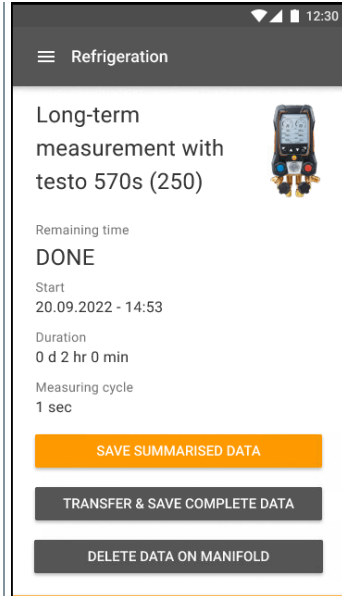 12:30
Refrigeration
Long-term
measurement with
testo 570s (250)
Remaining time
DONE
Start
20.09.2022 - 14:53
Duration
0 d 2 hr 0 min
Measuring cycle
1 sec
SAVE SUMMARISED DATA
TRANSFER & SAVE COMPLETE DATA
DELETE DATA ON MANIFOLD